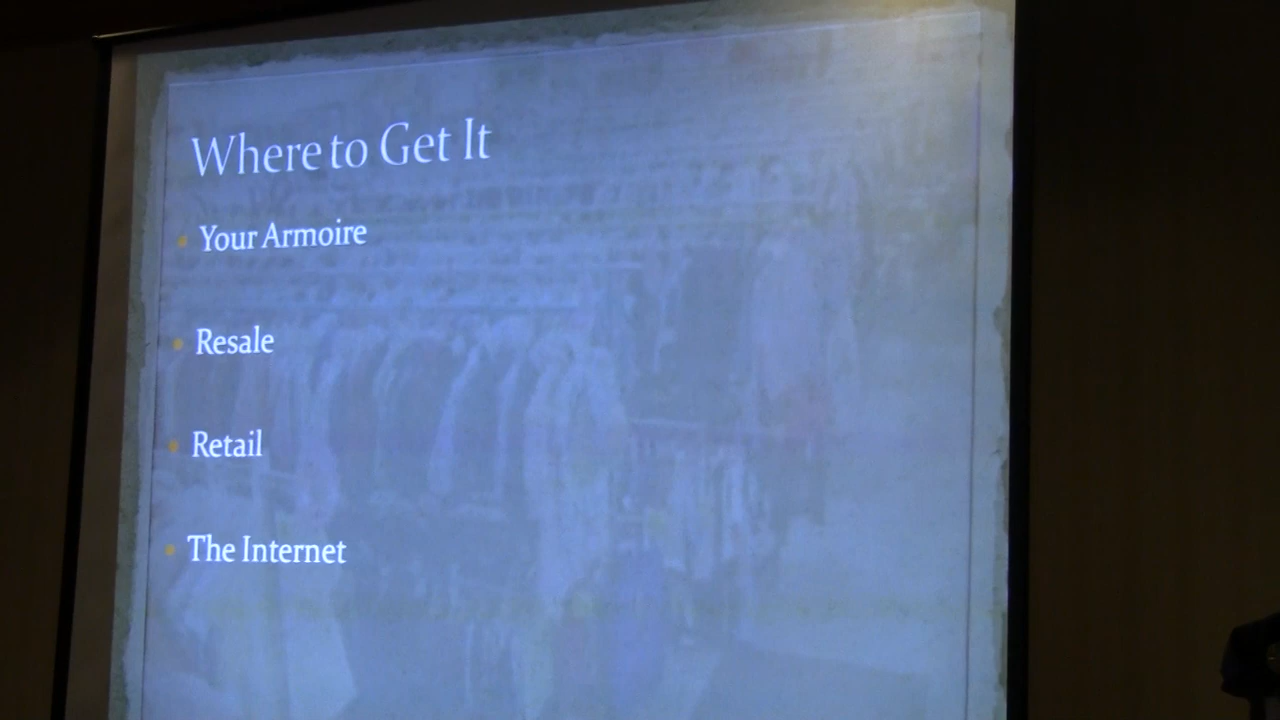 Where to Get It
Your Armoire
Resale
Retail
The Internet